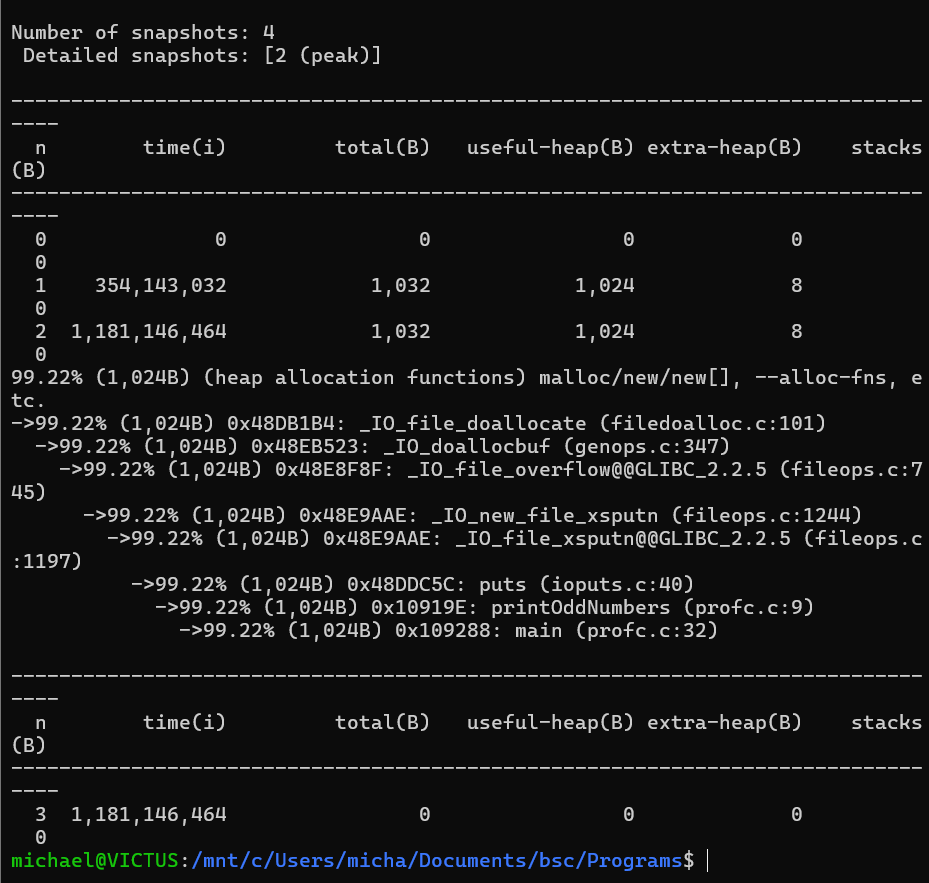 Number of snapshots: 4
 Detailed snapshots: [2 (peak)]
--------------------------------------------------------------------------------
----
  n        time(i)         total(B)   useful-heap(B) extra-heap(B)    stacks
(B)
--------------------------------------------------------------------------------
----
  0              0                0                0             0
  0
  1    354,143,032            1,032            1,024             8
  0
  2  1,181,146,464            1,032            1,024             8
  0
99.22% (1,024B) (heap allocation functions) malloc/new/new[], --alloc-fns, e
tc.
->99.22% (1,024B) 0x48DB1B4: _IO_file_doallocate (filedoalloc.c:101)
  ->99.22% (1,024B) 0x48EB523: _IO_doallocbuf (genops.c:347)
    ->99.22% (1,024B) 0x48E8F8F: _IO_file_overflow@@GLIBC_2.2.5 (fileops.c:7
45)
      ->99.22% (1,024B) 0x48E9AAE: _IO_new_file_xsputn (fileops.c:1244)
        ->99.22% (1,024B) 0x48E9AAE: _IO_file_xsputn@@GLIBC_2.2.5 (fileops.c
:1197)
          ->99.22% (1,024B) 0x48DDC5C: puts (ioputs.c:40)
            ->99.22% (1,024B) 0x10919E: printOddNumbers (profc.c:9)
              ->99.22% (1,024B) 0x109288: main (profc.c:32)
--------------------------------------------------------------------------------
----
  n        time(i)         total(B)   useful-heap(B) extra-heap(B)    stacks
(B)
--------------------------------------------------------------------------------
----
  3  1,181,146,464                0                0             0
  0
michael@VICTUS:/mnt/c/Users/micha/Documents/bsc/Programs$